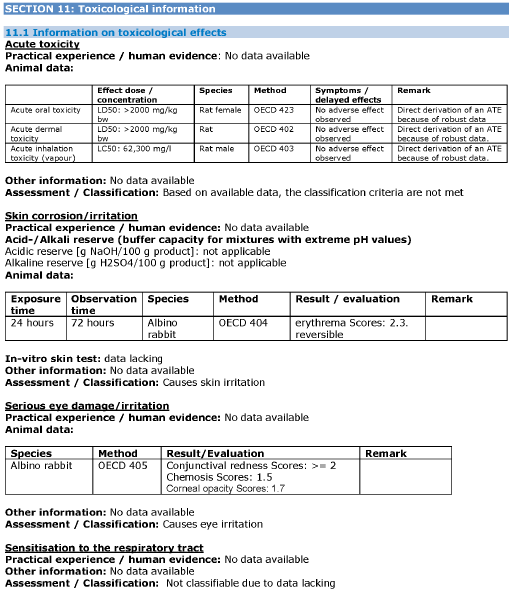 SECTION 11: Toxicological information
11.1 Information on toxicological effects
Acute toxicity
Practical experience / human evidence: No data available
Animal data:
Effect dose / concentration Species Method Symptoms / delayed effects Remark
Acute oral toxicity LD50: >2000 mg/kg bw Rat female OECD 423 No adverse effect observed Direct derivation of an ATE because of robust data
Acute dermal toxicity LD50: >2000 mg/kg bw Rat OECD 402 No adverse effect observed Direct derivation of an ATE because of robust data.
Acute inhalation toxicity (vapour) LC50: 62,300 mg/l Rat male OECD 403 No adverse effect observed Direct derivation of an ATE because of robust data.
Other information: No data available
Assessment / Classification: Based on available data, the classification criteria are not met
Skin corrosion/irritation
Practical experience / human evidence: No data available
Acid-/Alkali reserve (buffer capacity for mixtures with extreme pH values)
Acidic reserve [g NaOH/100 g product]: not applicable
Alkaline reserve [g H2SO4/100 g product]: not applicable
Animal data:
Exposure time Observation time Species Method Result / evaluation Remark
24 hours 72 hours Albino rabbit OECD 404 erythrema Scores: 2.3. reversible
In-vitro skin test: data lacking
Other information: No data available
Assessment / Classification: Causes skin irritation
Serious eye damage/irritation
Practical experience / human evidence: No data available
Animal data:
Species Method Result/Evaluation Remark
Albino rabbit OECD 405 Conjunctival redness Scores: >= 2
Chemosis Scores: 1.5
Corneal opacity Scores: 1.7
Other information: No data available
Assessment / Classification: Causes eye irritation
Sensitisation to the respiratory tract
Practical experience / human evidence: No data available
Other information: No data available
Assessment / Classification: Not classifiable due to data lacking